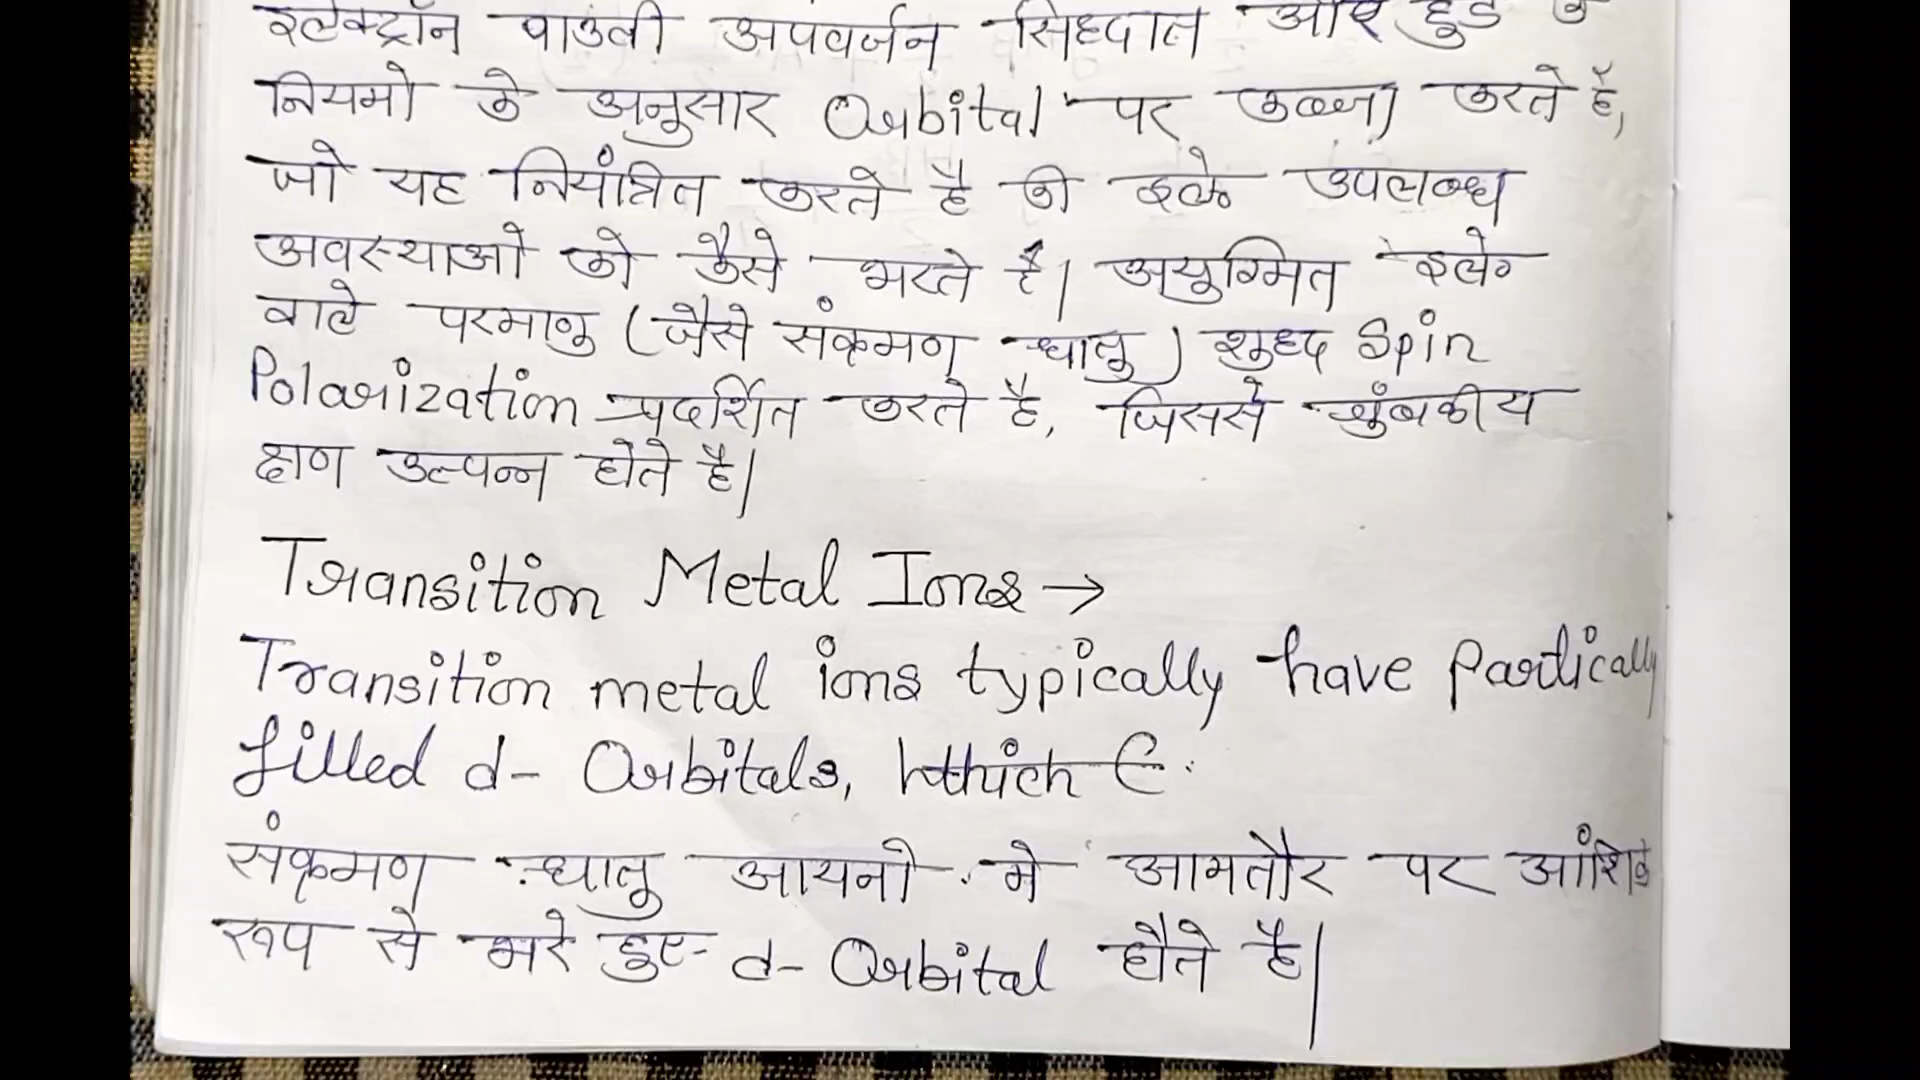 इलेक्ट्रॉन पाउली अपवर्जन सिध्दात और हुंड के
नियमो के अनुसार Orbital पर कब्जा करते है,
जो यह नियंत्रित करते है की इले० उपलब्ध
अवस्थाओ को कैसे भरते है। अयुग्मित इले०
वाले परमाणु (जैसे संक्रमण धातु) शुध्द Spin
Polarization प्रदर्शित करते है, जिससे चुंबकीय
क्षण उत्पन्न होते है।
Transition Metal Ions →
Transition metal ions typically have partically
filled d- Orbitals, Which
संक्रमण धातु आयनो मे आमतौर पर आंशिक
रूप से भरे हुए d- Orbital होते है।